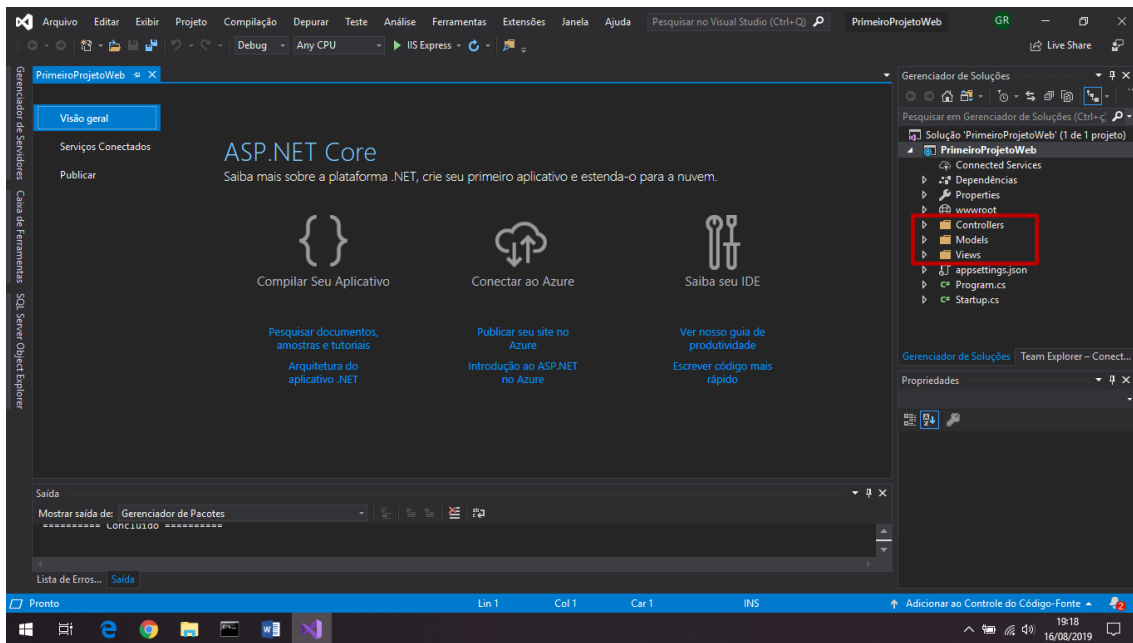 Arquivo Editar Exibir Projeto Compilação Depurar Teste Análise Ferramentas Extensões Janela Ajuda Pesquisar no Visual Studio (Ctrl+Q) PrimeiroProjetoWeb GR
Debug Any CPU IIS Express Live Share
Gerenciador de Servidores
Caixa de Ferramentas
SQL Server Object Explorer
PrimeiroProjetoWeb
Visão geral
Serviços Conectados
Publicar
ASP.NET Core
Saiba mais sobre a plataforma .NET, crie seu primeiro aplicativo e estenda-o para a nuvem.
Compilar Seu Aplicativo
Pesquisar documentos,
amostras e tutoriais
Arquitetura do
aplicativo .NET
Conectar ao Azure
Publicar seu site no
Azure
Introdução ao ASP.NET
no Azure
Saiba seu IDE
Ver nosso guia de
produtividade
Escrever código mais
rápido
Gerenciador de Soluções
Pesquisar em Gerenciador de Soluções (Ctrl+ç)
Solução 'PrimeiroProjetoWeb' (1 de 1 projeto)
PrimeiroProjetoWeb
Connected Services
Dependências
Properties
wwwroot
Controllers
Models
Views
appsettings.json
C# Program.cs
C# Startup.cs
Gerenciador de Soluções Team Explorer – Conect...
Propriedades
Saída
Mostrar saída de: Gerenciador de Pacotes
========== Concluído ==========
Lista de Erros... Saída
Pronto Lin 1 Col 1 Car 1 INS Adicionar ao Controle do Código-Fonte 2
19:18
16/08/2019